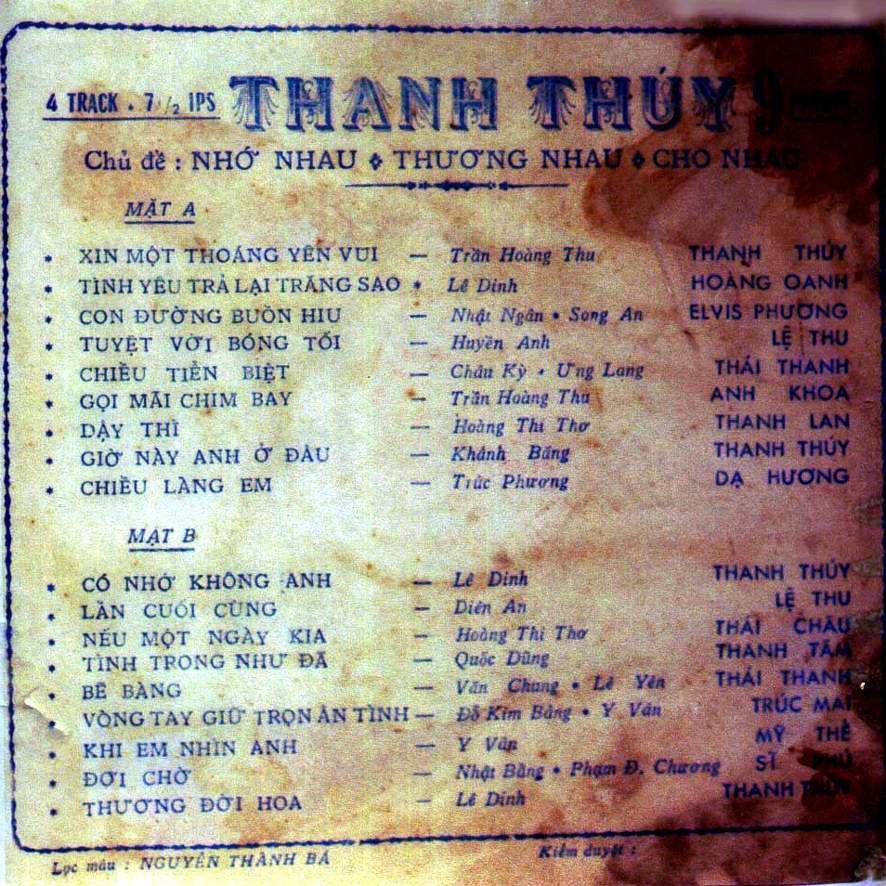 4 TRACK . 7 1/2 IPS THANH THÚY 9
Chủ đề : NHỚ NHAU ❖ THƯƠNG NHAU ❖ CHO NHAU
MẶT A
* XIN MỘT THOÁNG YÊN VUI — Trần Hoàng Thu THANH THÚY
* TÌNH YÊU TRẢ LẠI TRĂNG SAO * Lê Dinh HOÀNG OANH
* CON ĐƯỜNG BUỒN HIU — Nhật Ngân * Song An ELVIS PHƯƠNG
* TUYỆT VỜI BÓNG TỐI — Huyền Anh LỆ THU
* CHIỀU TIỄN BIỆT — Châu Kỳ * Ưng Lang THÁI THANH
* GỌI MÃI CHIM BAY — Trần Hoàng Thu ANH KHOA
* DẬY THÌ — Hoàng Thi Thơ THANH LAN
* GIỜ NÀY ANH Ở ĐÂU — Khánh Băng THANH THÚY
* CHIỀU LÀNG EM — Trúc Phương DẠ HƯƠNG
MẶT B
* CÓ NHỚ KHÔNG ANH — Lê Dinh THANH THÚY
* LẦN CUỐI CÙNG — Diên An LỆ THU
* NẾU MỘT NGÀY KIA — Hoàng Thi Thơ THÁI CHÂU
* TÌNH TRONG NHƯ ĐÃ — Quốc Dũng THANH TÂM
* BẼ BÀNG — Văn Chung * Lê Yên THÁI THANH
* VÒNG TAY GIỮ TRỌN ÂN TÌNH — Đỗ Kim Bảng * Y Vân TRÚC MAI
* KHI EM NHÌN ANH — Y Vân MỸ THỂ
* ĐỢI CHỜ — Nhật Bằng * Phạm Đ. Chương SĨ PHÚ
* THƯƠNG ĐỜI HOA — Lê Dinh THANH THÚY
Lọc màu : NGUYỄN THÀNH BÁ Kiểm duyệt :